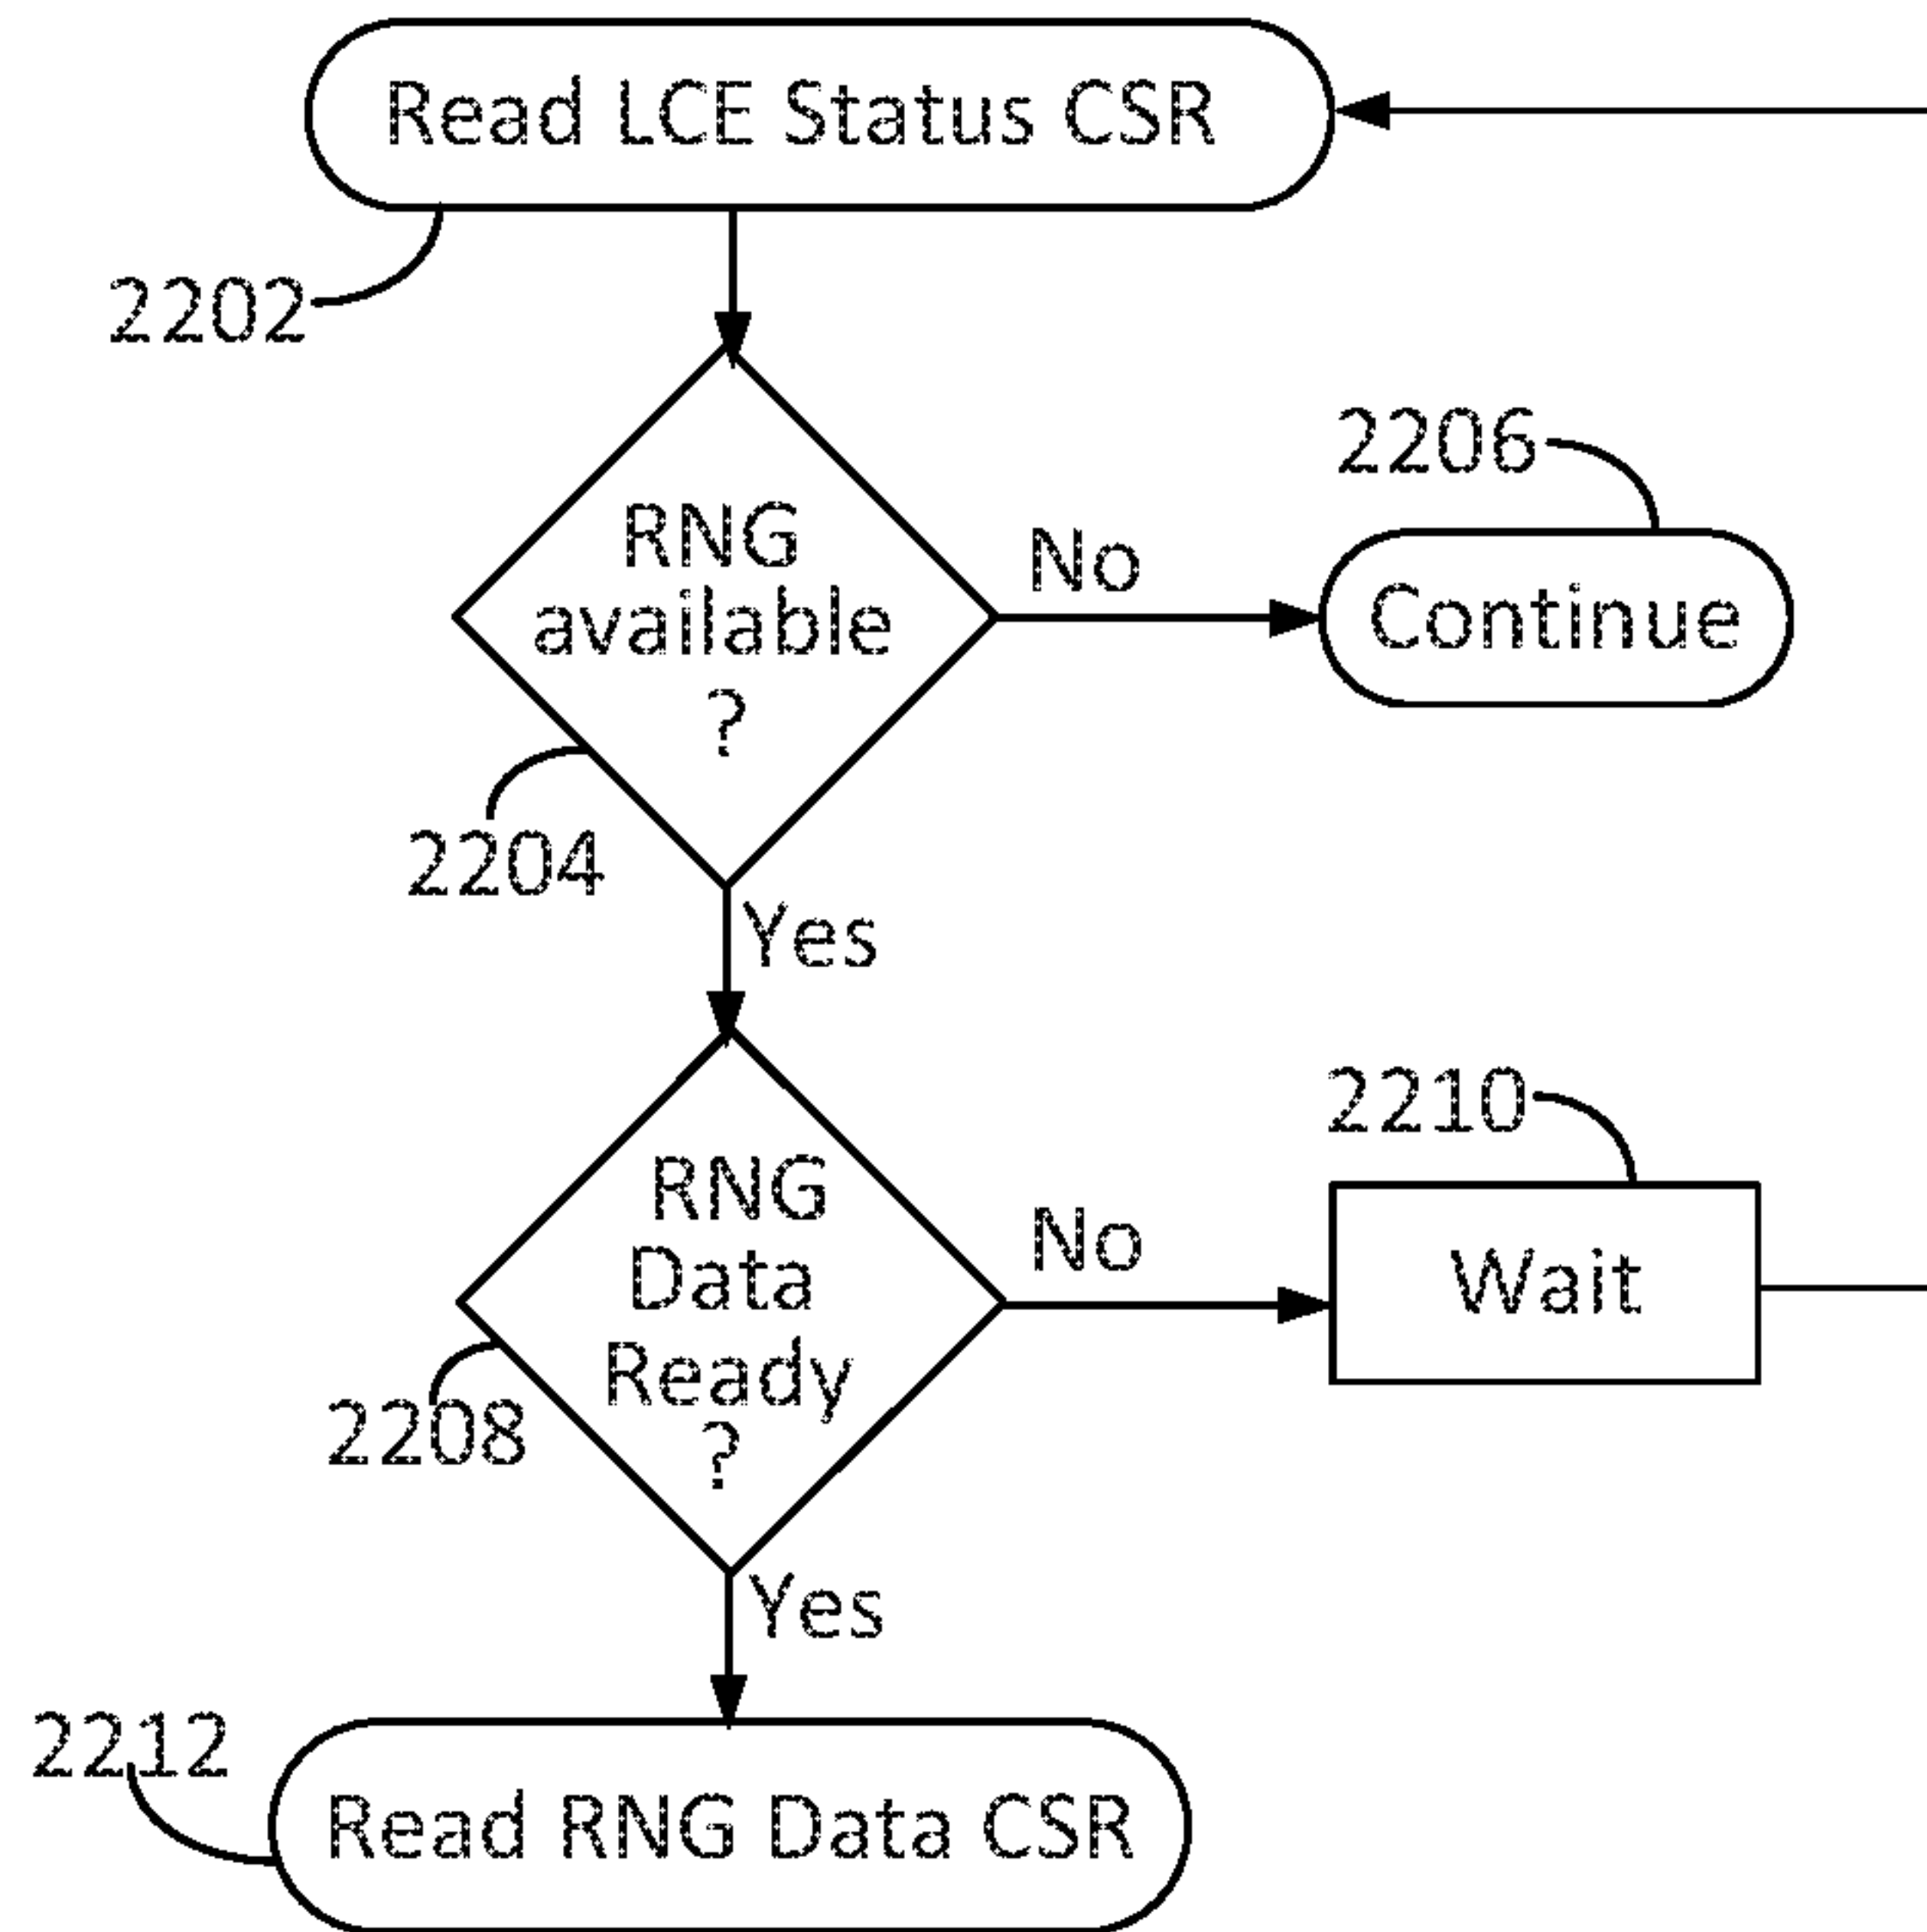 Read LCE Status CSR
2202
2206
RNG
available
?
No
Continue
2204
Yes
2210
RNG
Data
Ready
?
No
Wait
2208
Yes
2212
Read RNG Data CSR